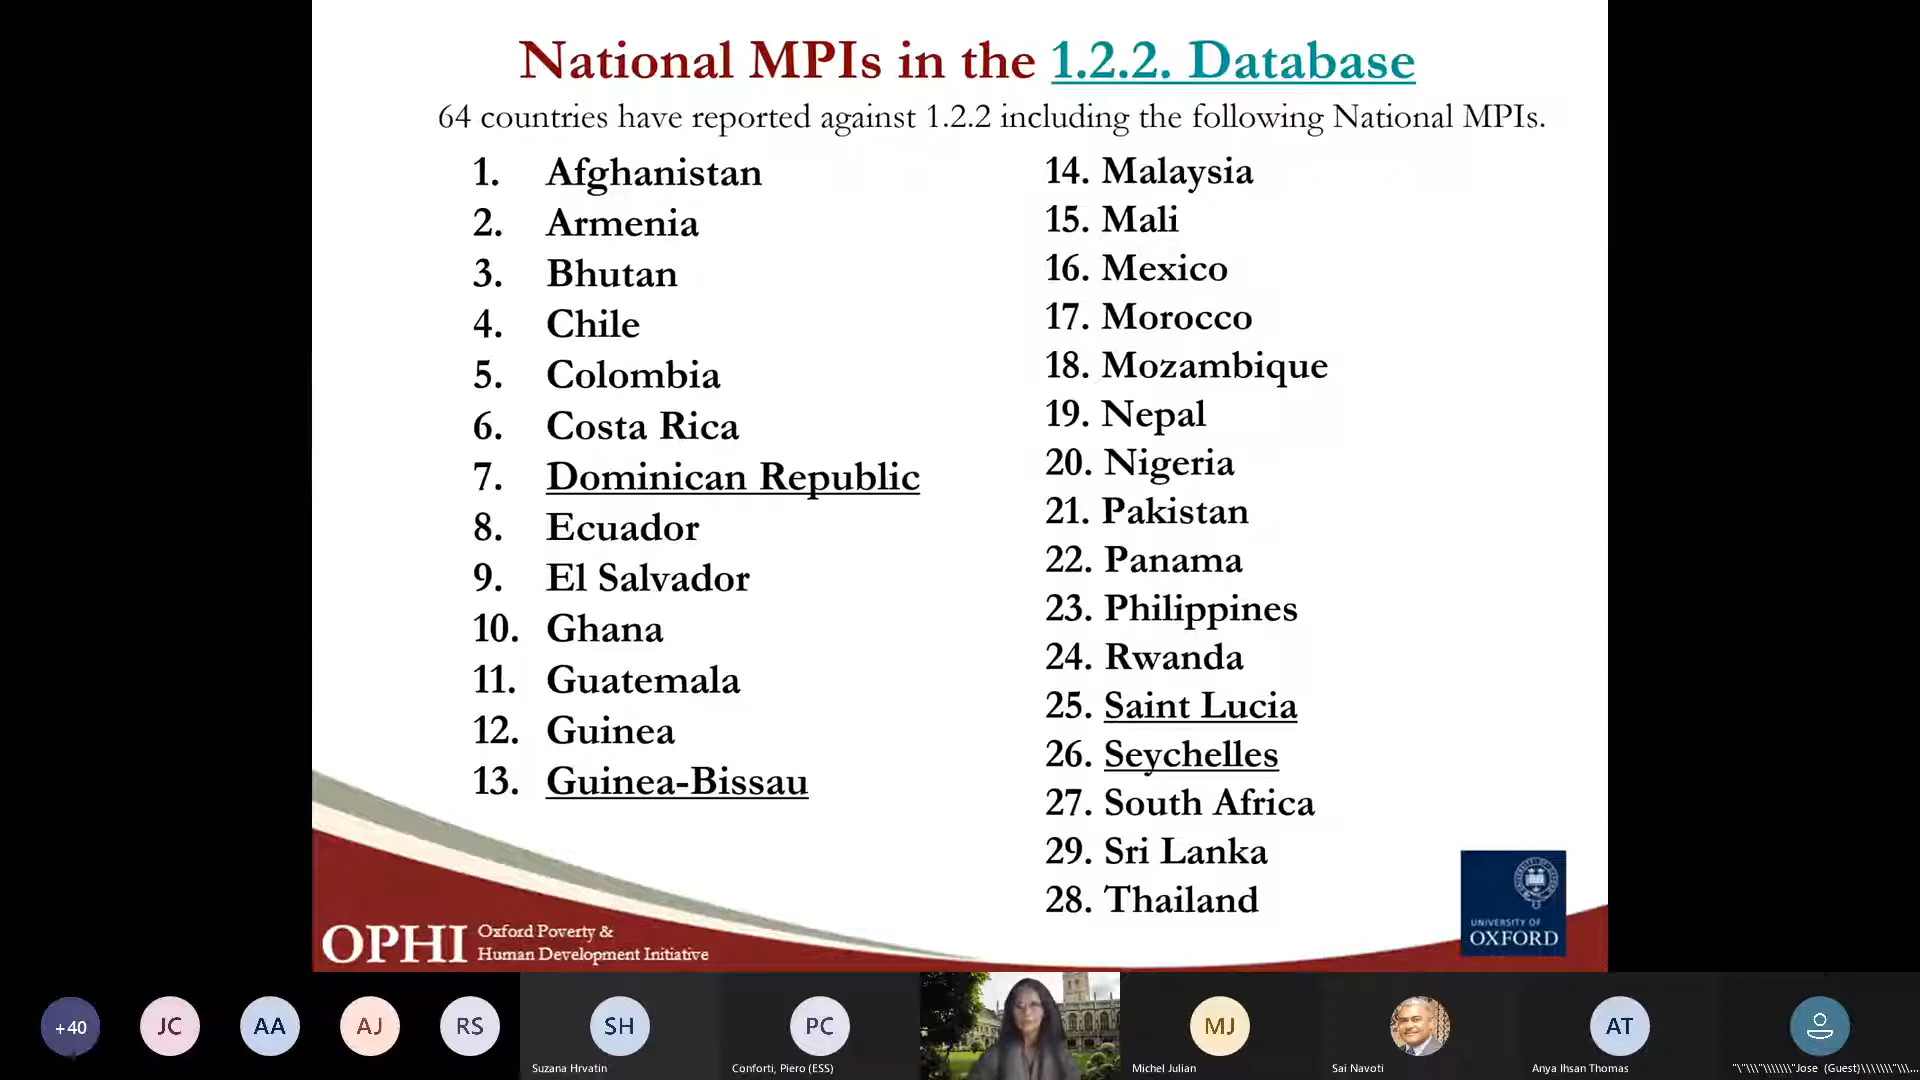 National MPIs in the 1.2.2. Database
64 countries have reported against 1.2.2 including the following National MPIs.
1. Afghanistan
2. Armenia
3. Bhutan
4. Chile
5. Colombia
6. Costa Rica
7. Dominican Republic
8. Ecuador
9. El Salvador
10. Ghana
11. Guatemala
12. Guinea
13. Guinea-Bissau
14. Malaysia
15. Mali
16. Mexico
17. Morocco
18. Mozambique
19. Nepal
20. Nigeria
21. Pakistan
22. Panama
23. Philippines
24. Rwanda
25. Saint Lucia
26. Seychelles
27. South Africa
29. Sri Lanka
28. Thailand
OPHI
Oxford Poverty &
Human Development Initiative
UNIVERSITY OF
OXFORD
+40
JC
AA
AJ
RS
SH
Suzana Hrvatin
PC
Conforti, Piero (ESS)
MJ
Michel Julian
Sai Navoti
AT
Anya Ihsan Thomas
"\"\\\"\\\\\\\"Jose (Guest)\\\\\\\"\\\...